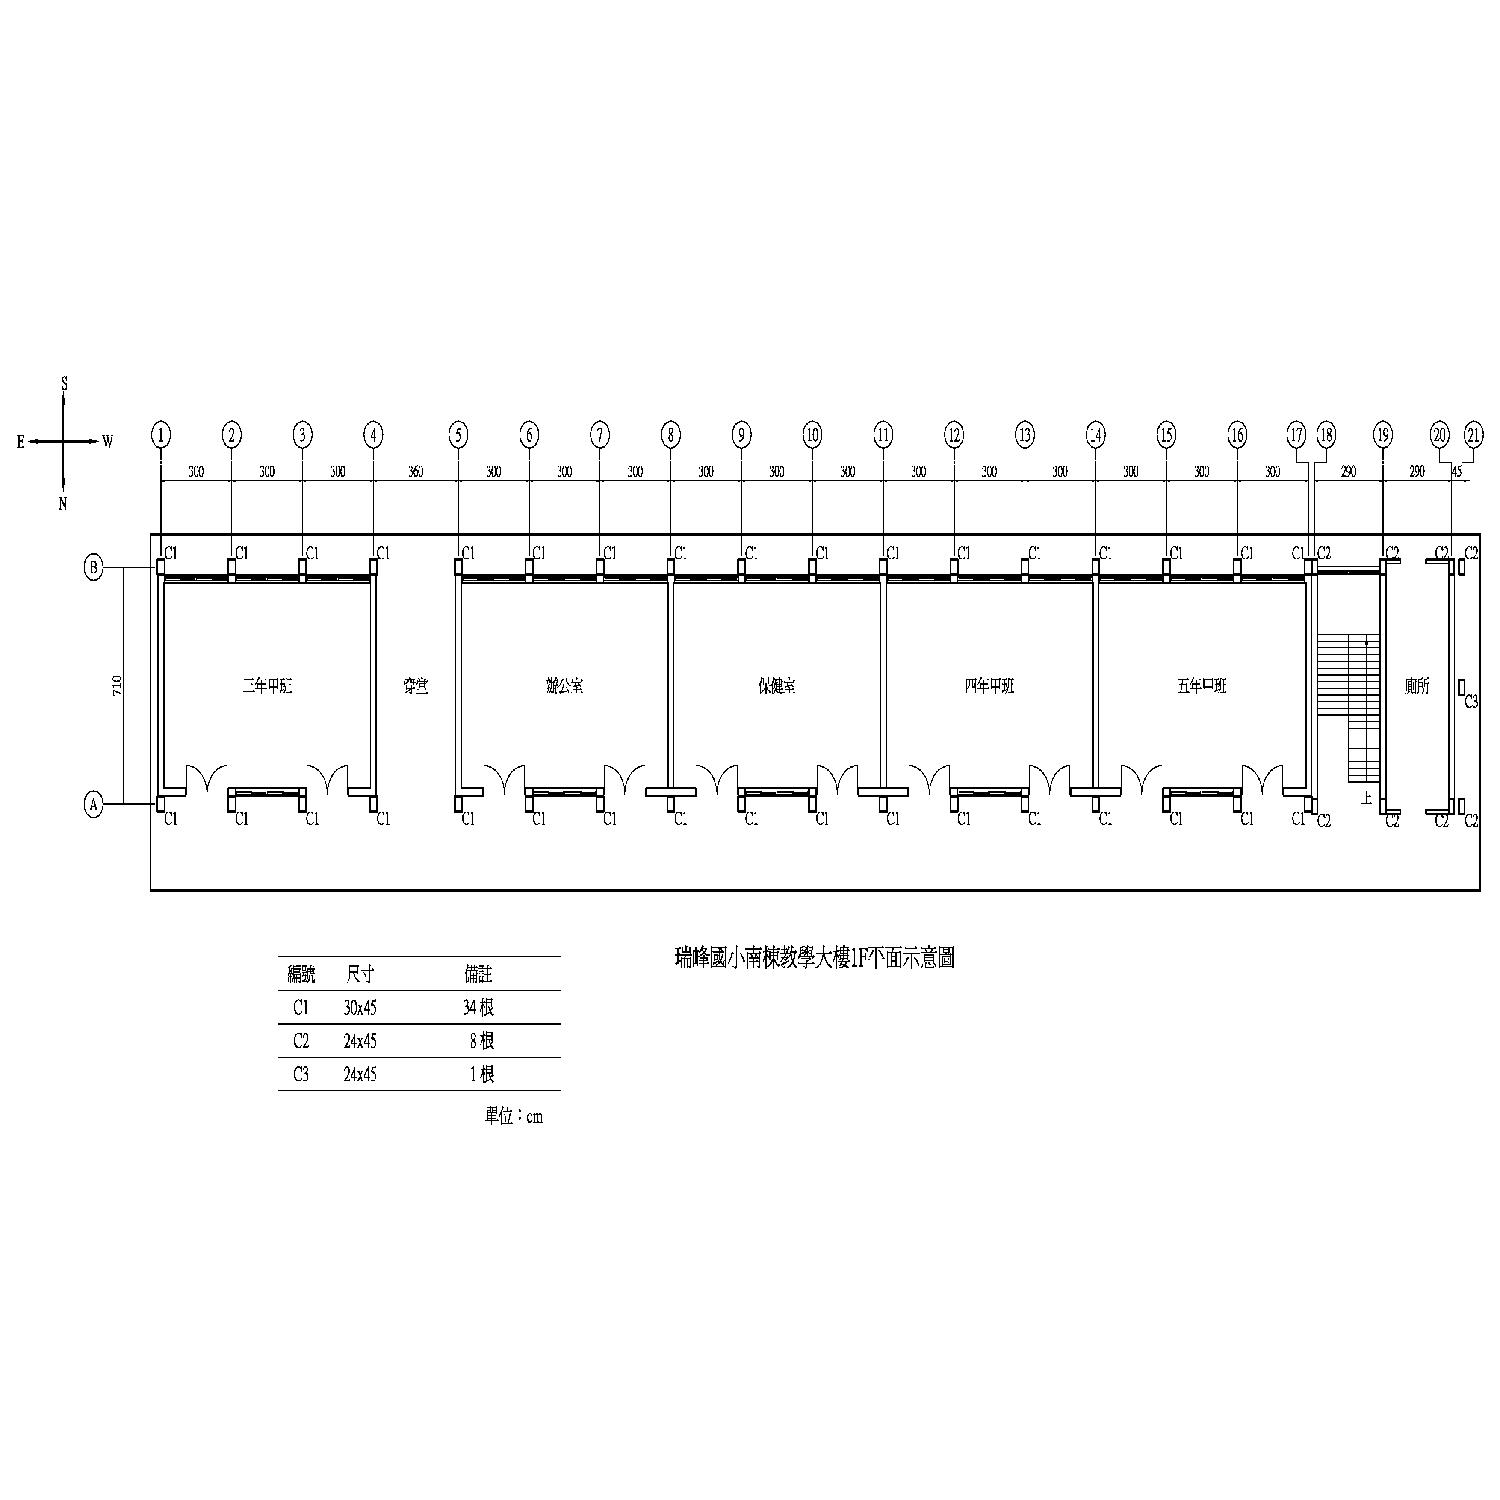 S
E W
N
1 2 3 4 5 6 7 8 9 10 11 12 13 14 15 16 17 18 19 20 21
300 300 300 360 300 300 300 300 300 300 300 300 300 300 300 300 290 290 45
B
C1 C1 C1 C1 C1 C1 C1 C1 C1 C1 C1 C1 C1 C1 C1 C1 C1 C2 C2 C2 C2
710
三年甲班 穿堂 辦公室 保健室 四年甲班 五年甲班 廁所
C3
上
A
C1 C1 C1 C1 C1 C1 C1 C1 C1 C1 C1 C1 C1 C1 C1 C1 C1 C2 C2 C2 C2
瑞峰國小南棟教學大樓1F平面示意圖
編號 尺寸 備註
C1 30x45 34 根
C2 24x45 8 根
C3 24x45 1 根
單位：cm